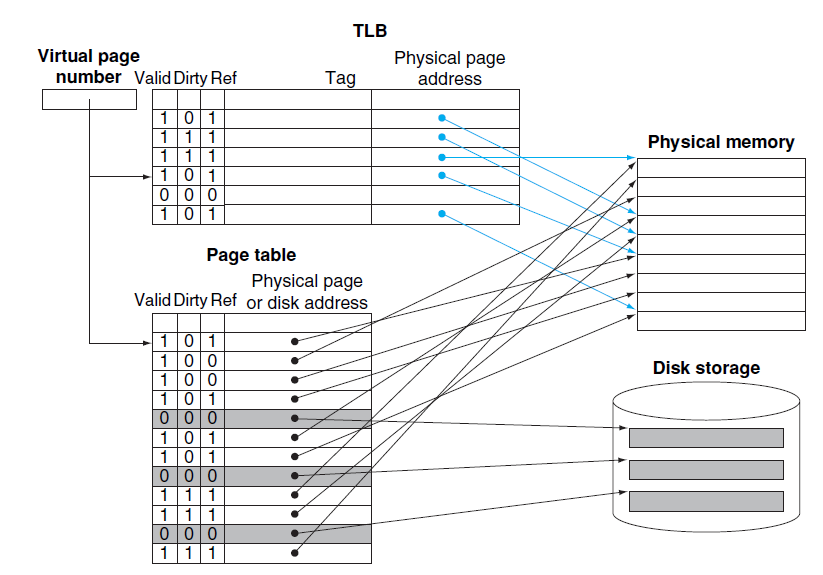 TLB
Virtual page
number
Valid Dirty Ref
Tag
Physical page
address
1 0 1
1 1 1
1 1 1
1 0 1
0 0 0
1 0 1
Physical memory
Page table
Physical page
Valid Dirty Ref or disk address
1 0 1
1 0 0
1 0 0
1 0 1
0 0 0
1 0 1
1 0 1
0 0 0
1 1 1
1 1 1
0 0 0
1 1 1
Disk storage